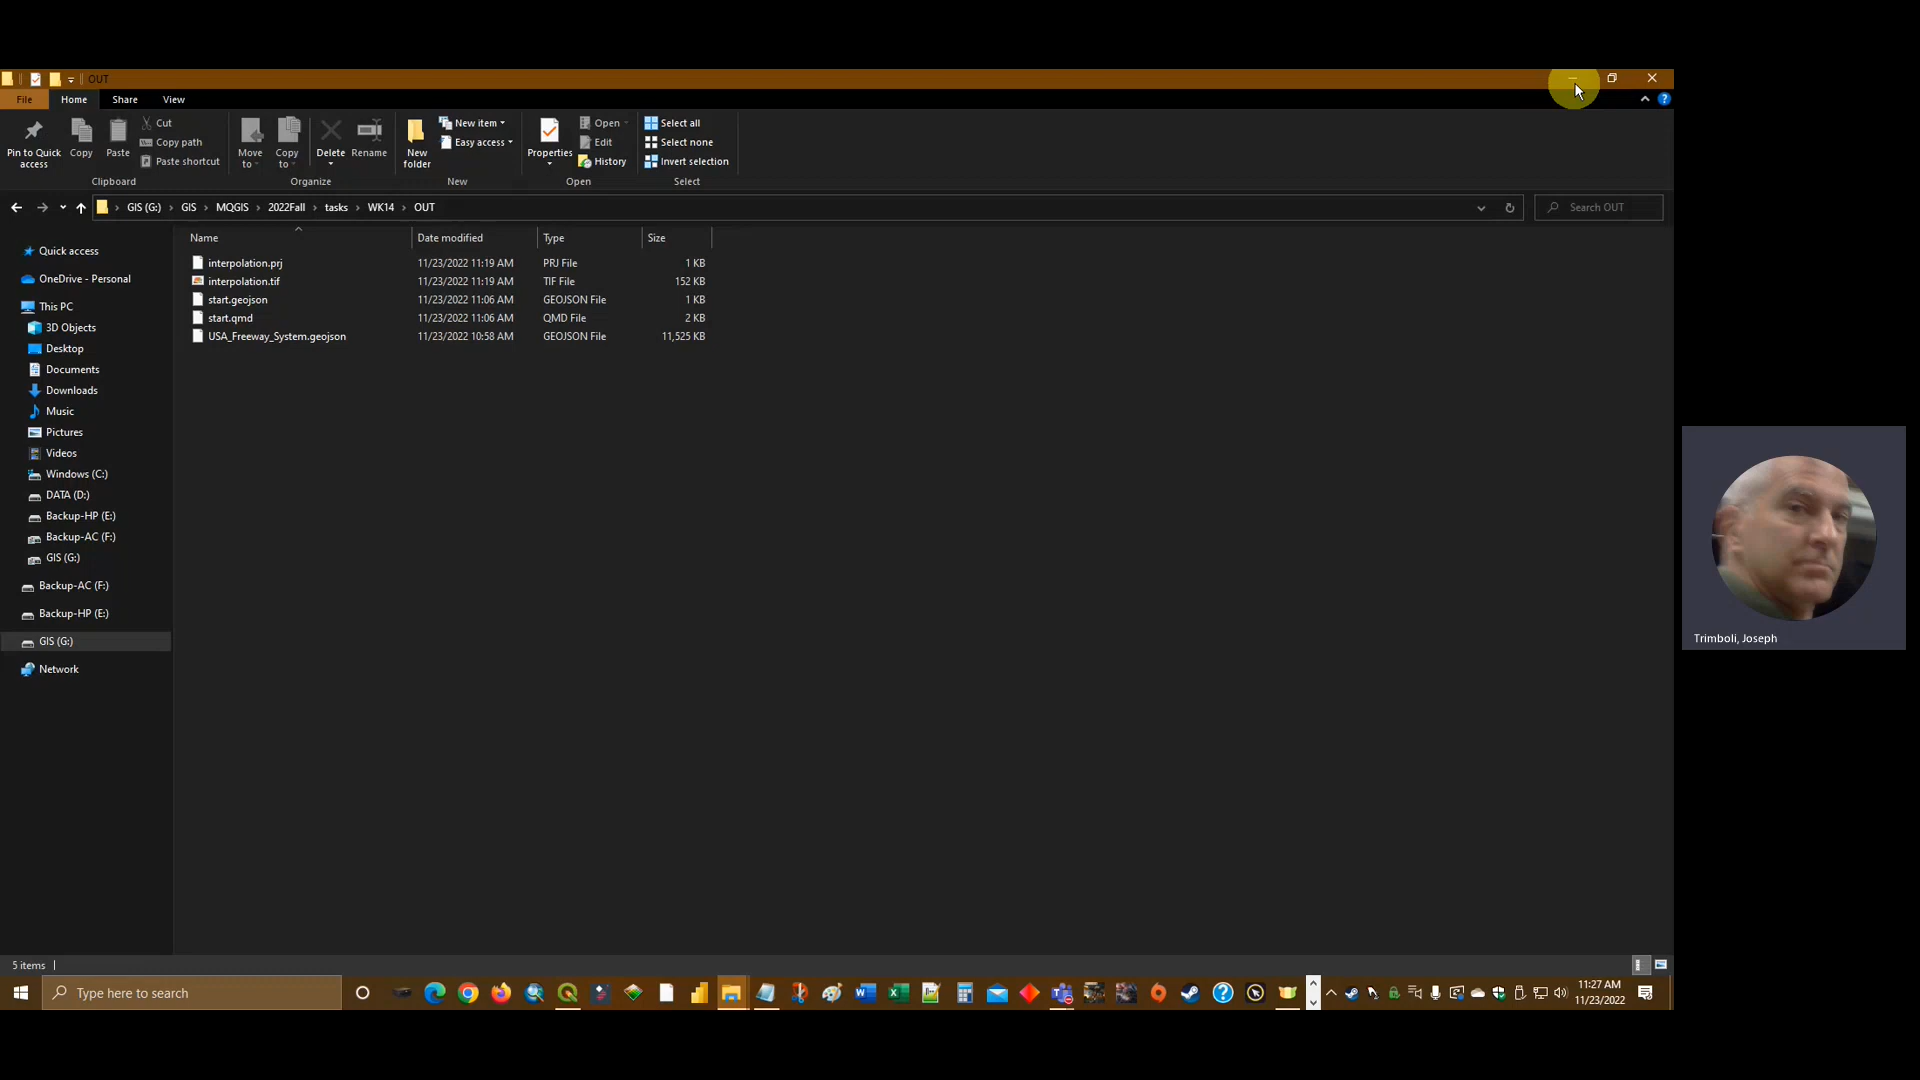 OUT
File Home Share View
Pin to Quick access
Copy
Paste
Cut
Copy path
Paste shortcut
Clipboard
Move to
Copy to
Delete
Rename
Organize
New folder
New item
Easy access
New
Properties
Open
Edit
History
Open
Select all
Select none
Invert selection
Select
GIS (G:) › GIS › MQGIS › 2022Fall › tasks › WK14 › OUT
Search OUT
Name Date modified Type Size
interpolation.prj 11/23/2022 11:19 AM PRJ File 1 KB
interpolation.tif 11/23/2022 11:19 AM TIF File 152 KB
start.geojson 11/23/2022 11:06 AM GEOJSON File 1 KB
start.qmd 11/23/2022 11:06 AM QMD File 2 KB
USA_Freeway_System.geojson 11/23/2022 10:58 AM GEOJSON File 11,525 KB
Quick access
OneDrive - Personal
This PC
3D Objects
Desktop
Documents
Downloads
Music
Pictures
Videos
Windows (C:)
DATA (D:)
Backup-HP (E:)
Backup-AC (F:)
GIS (G:)
Backup-AC (F:)
Backup-HP (E:)
GIS (G:)
Network
Trimboli, Joseph
5 items
Type here to search
11:27 AM
11/23/2022